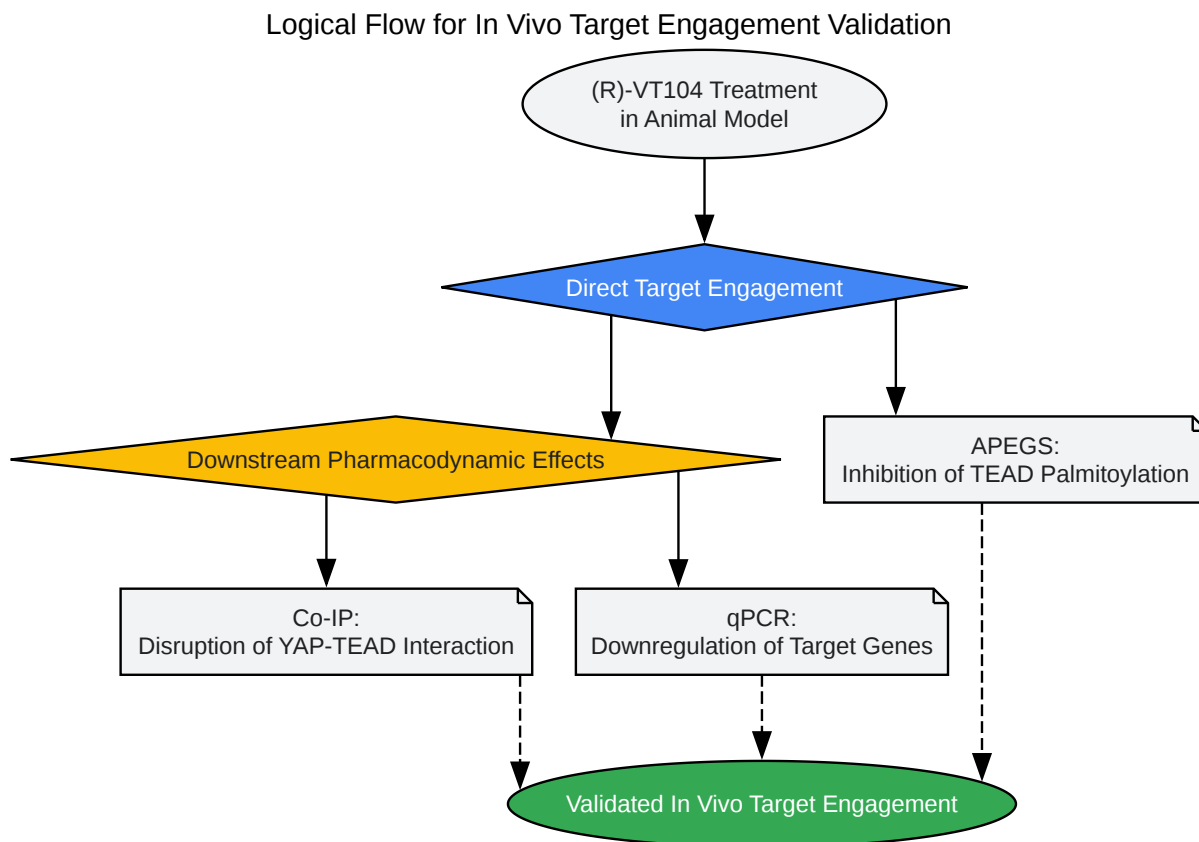 Logical Flow for In Vivo Target Engagement Validation
(R)-VT104 Treatment
in Animal Model
Direct Target Engagement
Downstream Pharmacodynamic Effects
APEGS:
Inhibition of TEAD Palmitoylation
Co-IP:
Disruption of YAP-TEAD Interaction
qPCR:
Downregulation of Target Genes
Validated In Vivo Target Engagement